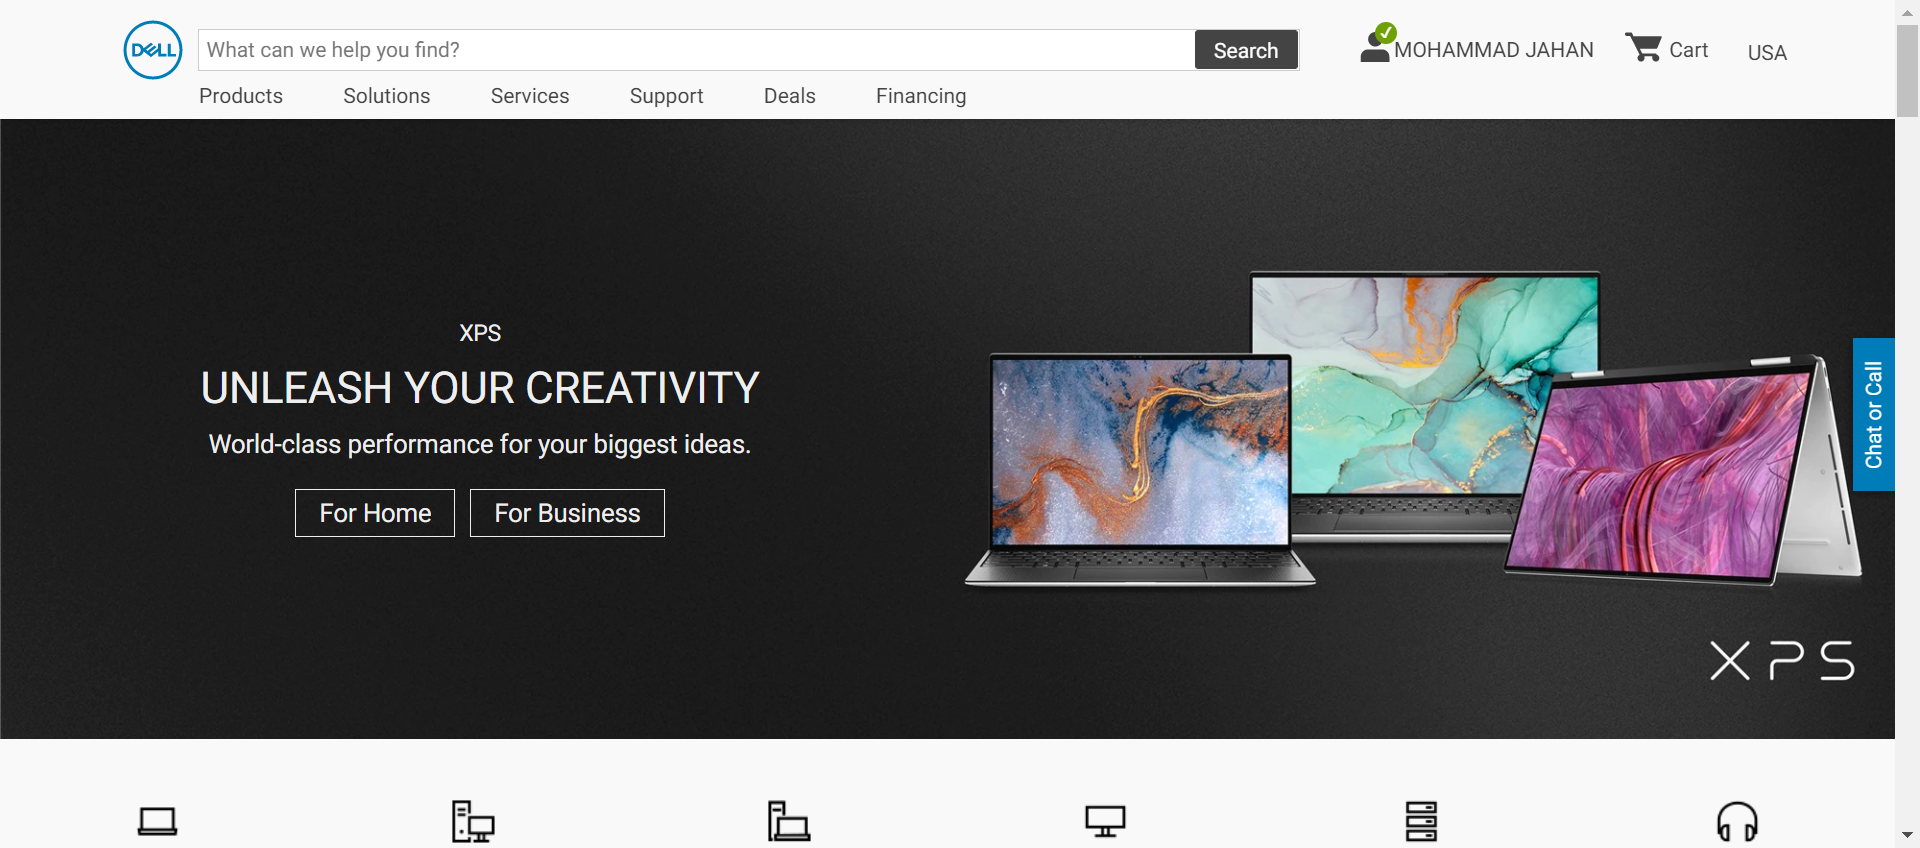 DELL
What can we help you find?
Search
MOHAMMAD JAHAN
Cart
USA
Products
Solutions
Services
Support
Deals
Financing
XPS
UNLEASH YOUR CREATIVITY
World-class performance for your biggest ideas.
For Home
For Business
Chat or Call
XPS